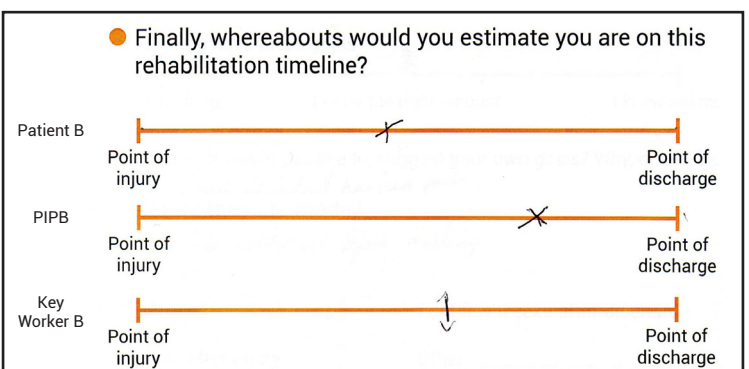 Finally, whereabouts would you estimate you are on this
rehabilitation timeline?
Patient B
Point of
injury
Point of
discharge
PIPB
Point of
injury
Point of
discharge
Key
Worker B
Point of
injury
Point of
discharge